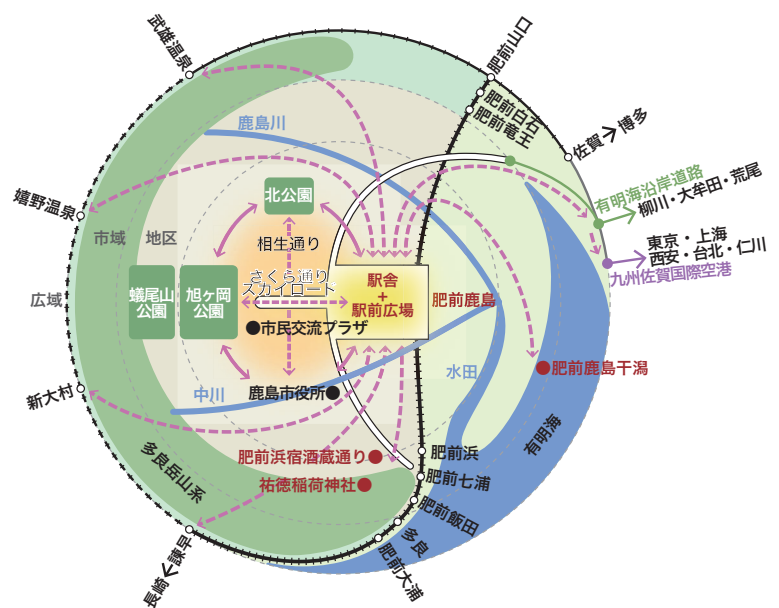 武雄温泉
肥前山口
肥前白石
肥前竜王
佐賀
博多
鹿島川
嬉野温泉
北公園
有明海沿岸道路
柳川・大牟田・荒尾
市域
地区
相生通り
東京・上海
西安・台北・仁川
九州佐賀国際空港
広域
さくら通り
スカイロード
蟻尾山
公園
旭ヶ岡
公園
駅舎
+
駅前広場
肥前鹿島
市民交流プラザ
肥前鹿島干潟
水田
新大村
中川
鹿島市役所
有明海
多良岳山系
肥前浜宿酒蔵通り
肥前浜
祐徳稲荷神社
肥前七浦
肥前飯田
多良
肥前大浦
諫早
長崎